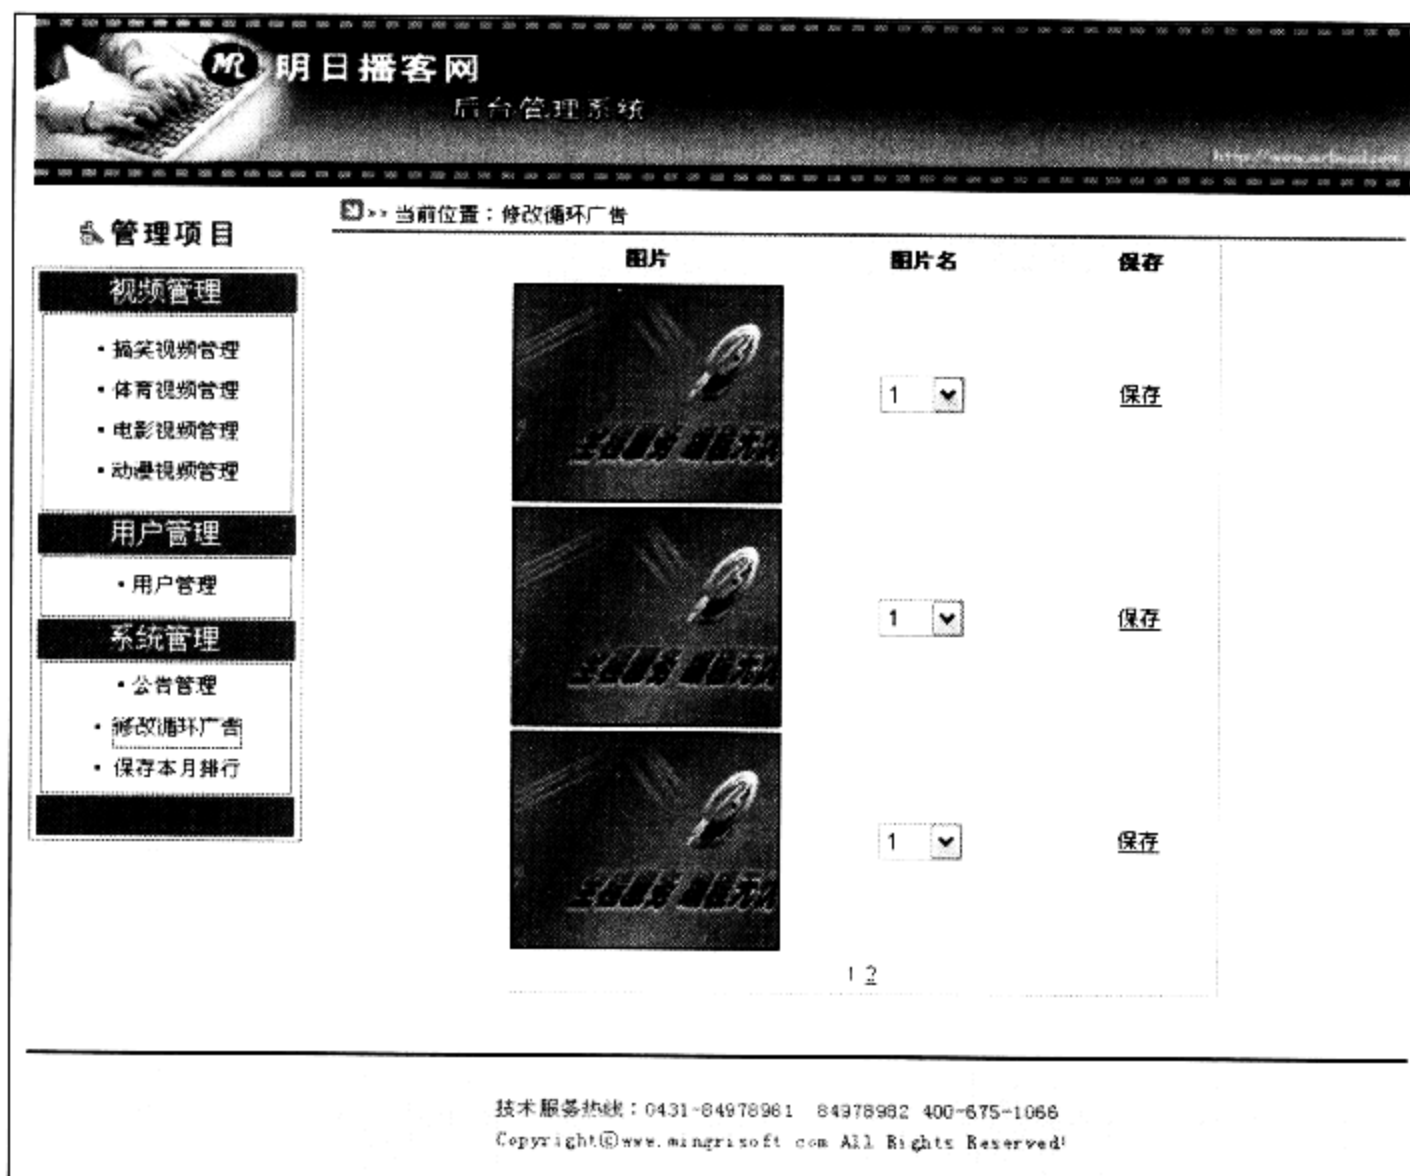 MR 明日播客网
后台管理系统
管理项目
视频管理
·搞笑视频管理
·体育视频管理
·电影视频管理
·动漫视频管理
用户管理
·用户管理
系统管理
·公告管理
·修改循环广告
·保存本月排行
>> 当前位置：修改循环广告
图片 图片名 保存
1 保存
1 保存
1 保存
1 2
技术服务热线：0431-84978981 84978982 400-675-1066
Copyright©www.mingrisoft com All Rights Reserved!